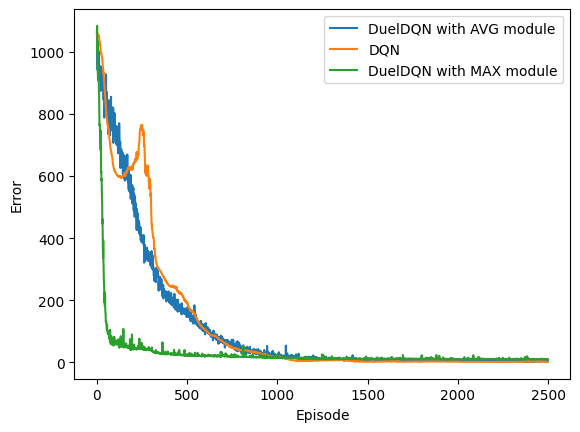 DuelDQN with AVG module
DQN
DuelDQN with MAX module
1000
800
600
400
200
0
Error
0 500 1000 1500 2000 2500
Episode